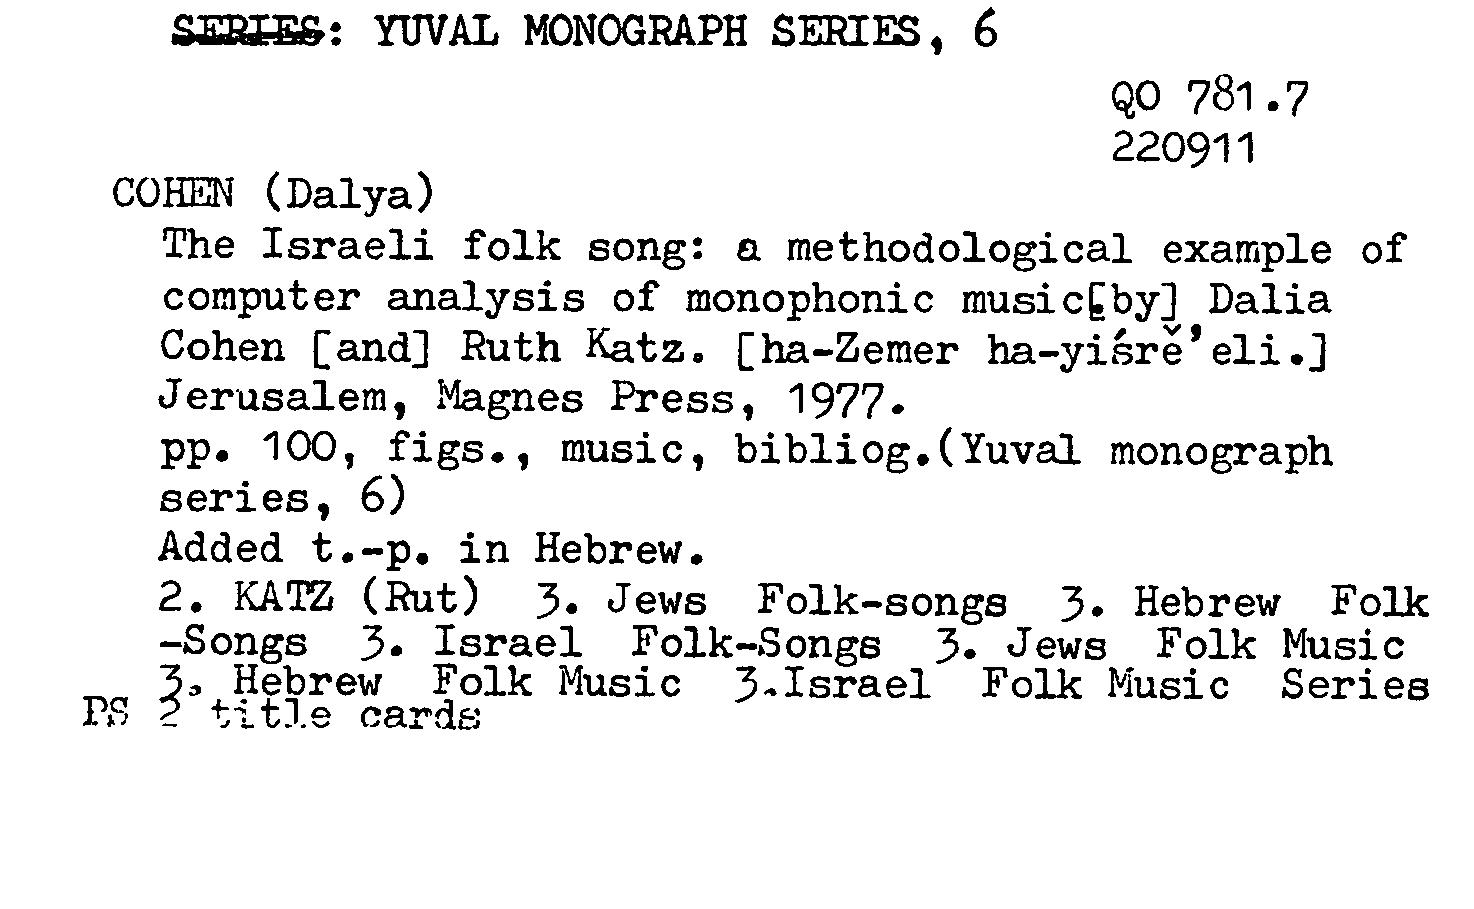 SERIES: YUVAL MONOGRAPH SERIES, 6
QO 781.7
220911
COHEN (Dalya)
The Israeli folk song: a methodological example of
computer analysis of monophonic music[by] Dalia
Cohen [and] Ruth Katz. [ha-Zemer ha-yiśrě'eli.]
Jerusalem, Magnes Press, 1977.
pp. 100, figs., music, bibliog.(Yuval monograph
series, 6)
Added t.-p. in Hebrew.
2. KATZ (Rut) 3. Jews Folk-songs 3. Hebrew Folk
-Songs 3. Israel Folk-Songs 3. Jews Folk Music
3. Hebrew Folk Music 3.Israel Folk Music Series
PS 2 title cards